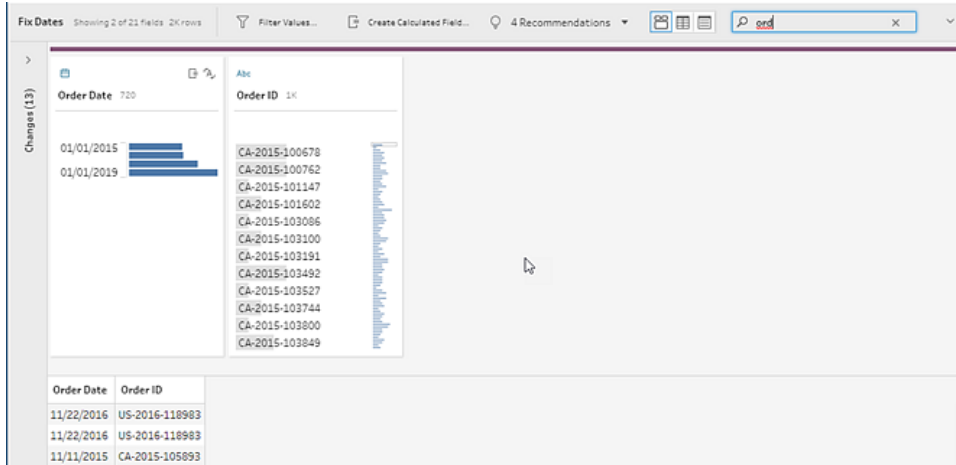 Fix Dates Showing 2 of 21 fields 2K rows Filter Values... Create Calculated Field... 4 Recommendations ord
Changes (13)
Abc
Order Date 720 Order ID 1K
01/01/2015
01/01/2019
CA-2015-100678
CA-2015-100762
CA-2015-101147
CA-2015-101602
CA-2015-103086
CA-2015-103100
CA-2015-103191
CA-2015-103492
CA-2015-103527
CA-2015-103744
CA-2015-103800
CA-2015-103849
Order Date Order ID
11/22/2016 US-2016-118983
11/22/2016 US-2016-118983
11/11/2015 CA-2015-105893